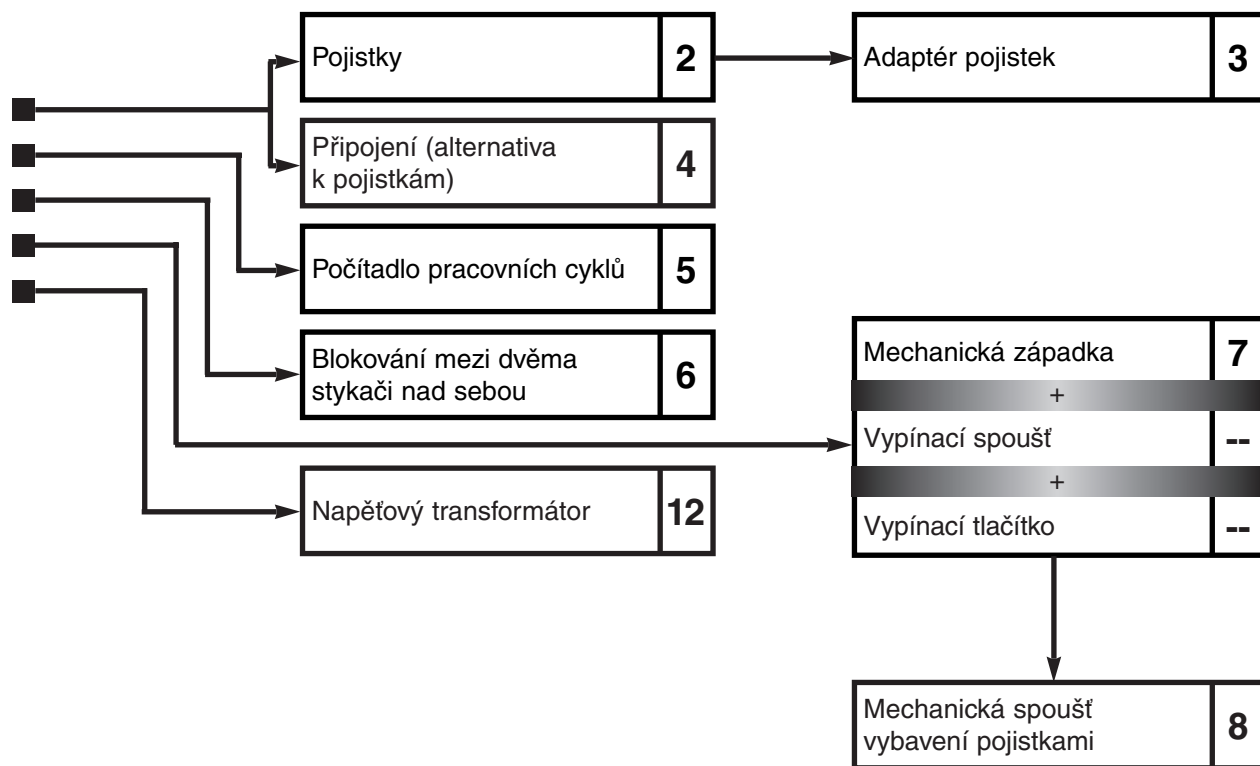 Pojistky 2
Adaptér pojistek 3
Připojení (alternativa
k pojistkám) 4
Počítadlo pracovních cyklů 5
Blokování mezi dvěma
stykači nad sebou 6
Mechanická západka 7
+
Vypínací spoušť --
+
Vypínací tlačítko --
Napěťový transformátor 12
Mechanická spoušť
vybavení pojistkami 8